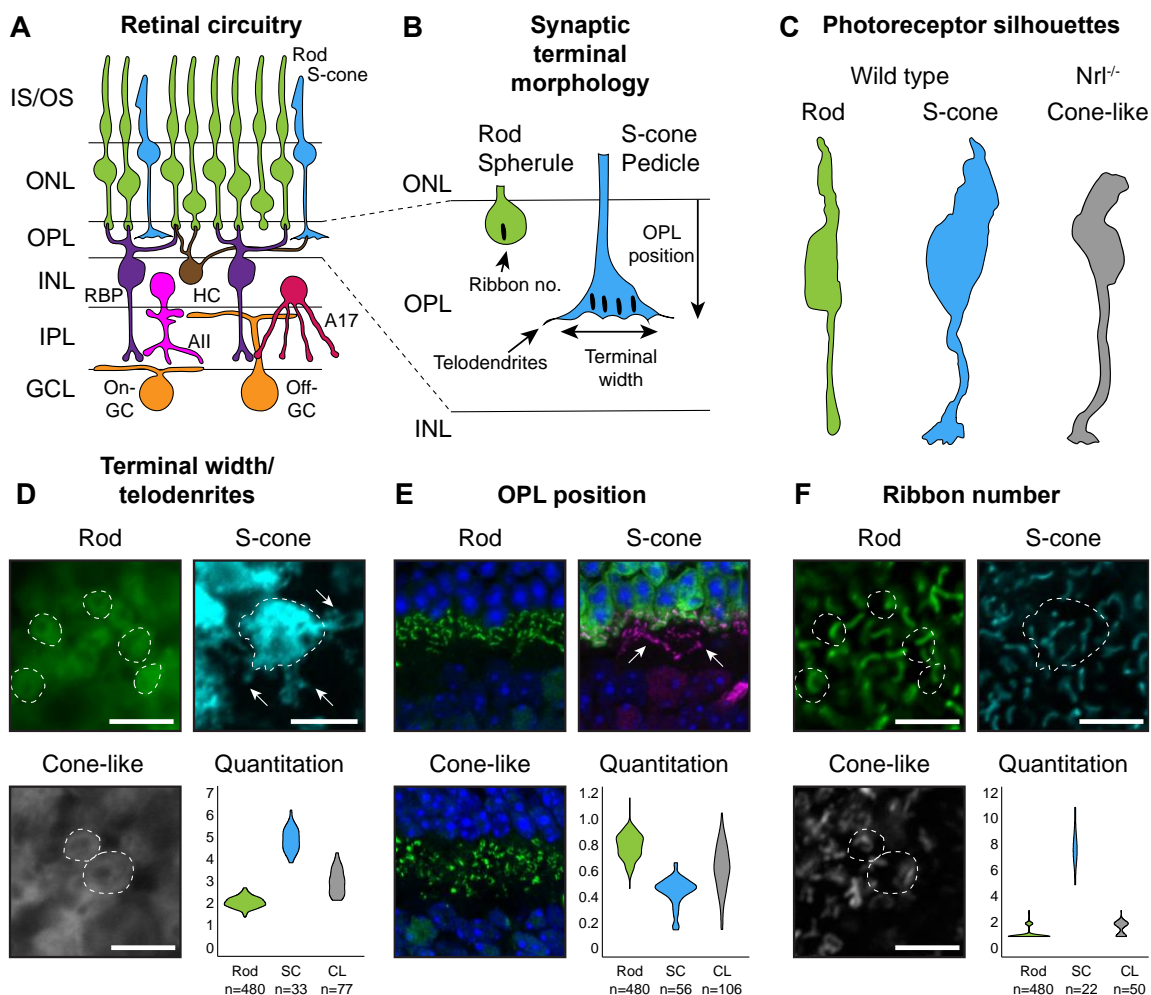 A
Retinal circuitry
Rod
S-cone
IS/OS
ONL
OPL
INL
RBP
HC
A17
IPL
AII
GCL
On-
GC
Off-
GC
B
Synaptic
terminal
morphology
Rod
Spherule
S-cone
Pedicle
ONL
OPL
position
Ribbon no.
OPL
Telodendrites
Terminal
width
INL
C
Photoreceptor silhouettes
Wild type
Nrl-/-
Rod
S-cone
Cone-like
D
Terminal width/
telodenrites
Rod
S-cone
Cone-like
Quantitation
7
6
5
4
3
2
1
0
Rod
SC
CL
n=480
n=33
n=77
E
OPL position
Rod
S-cone
Cone-like
Quantitation
1.2
1.0
0.8
0.6
0.4
0.2
0
Rod
SC
CL
n=480
n=56
n=106
F
Ribbon number
Rod
S-cone
Cone-like
Quantitation
12
10
8
6
4
2
0
Rod
SC
CL
n=480
n=22
n=50